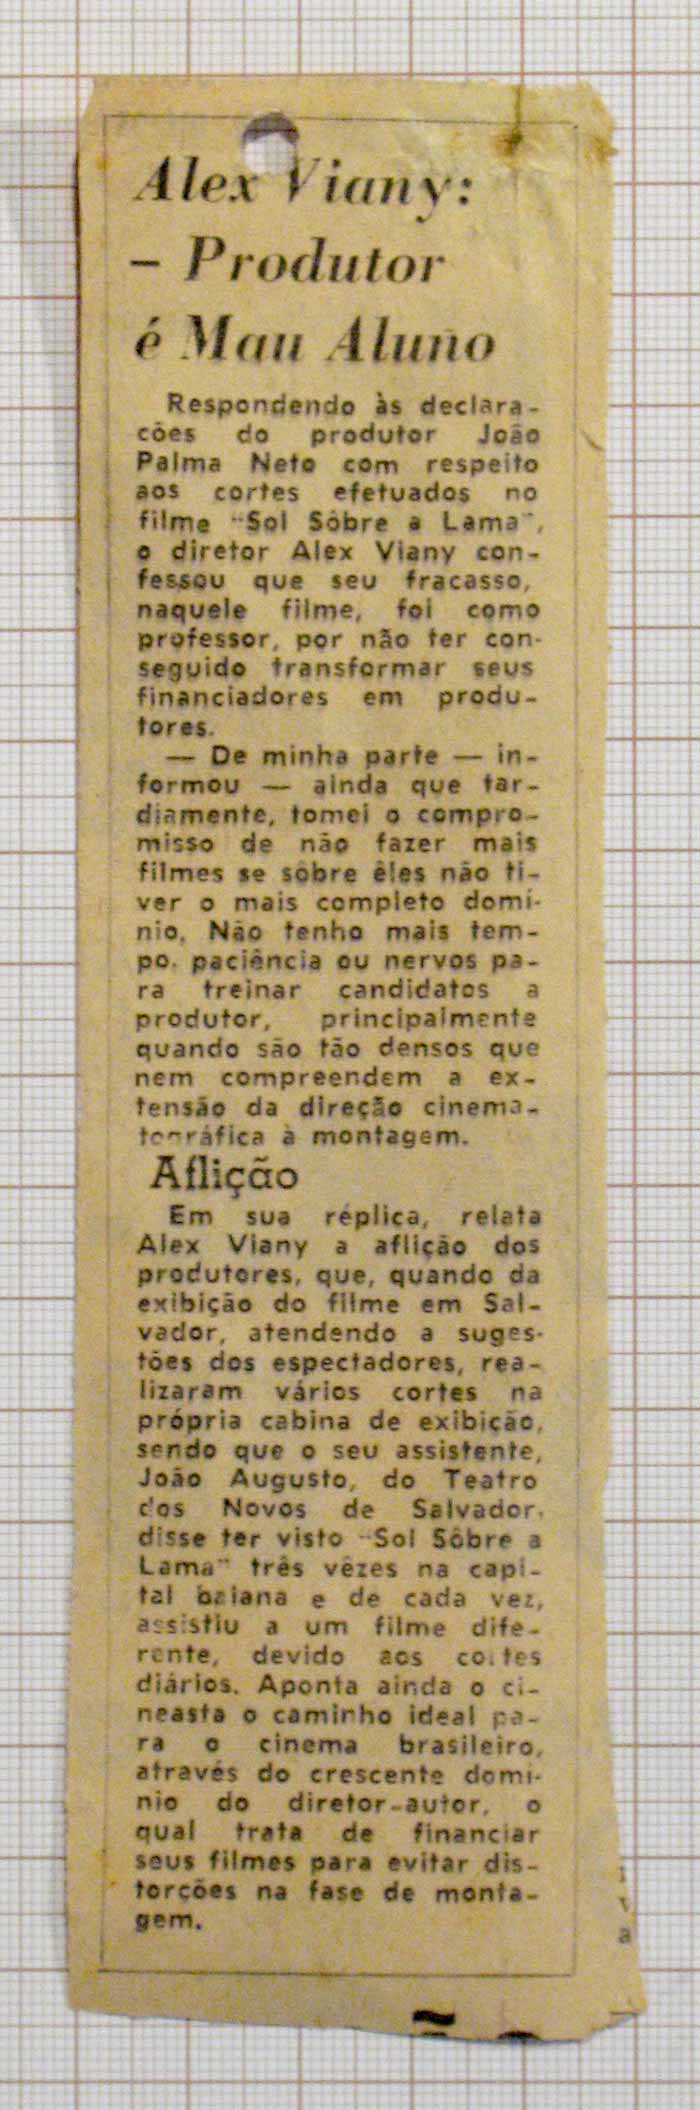 Alex Viany:
– Produtor
é Mau Aluno
Respondendo às declara-
ções do produtor João
Palma Neto com respeito
aos cortes efetuados no
filme "Sol Sôbre a Lama",
o diretor Alex Viany con-
fessou que seu fracasso,
naquele filme, foi como
professor, por não ter con-
seguido transformar seus
financiadores em produ-
tores.
— De minha parte — in-
formou — ainda que tar-
diamente, tomei o compro-
misso de não fazer mais
filmes se sôbre êles não ti-
ver o mais completo domí-
nio. Não tenho mais tem-
po, paciência ou nervos pa-
ra treinar candidatos a
produtor, principalmente
quando são tão densos que
nem compreendem a ex-
tensão da direção cinema-
tográfica à montagem.
Aflição
Em sua réplica, relata
Alex Viany a aflição dos
produtores, que, quando da
exibição do filme em Sal-
vador, atendendo a suges-
tões dos espectadores, rea-
lizaram vários cortes na
própria cabina de exibição,
sendo que o seu assistente,
João Augusto, do Teatro
dos Novos de Salvador,
disse ter visto "Sol Sôbre a
Lama" três vêzes na capi-
tal baiana e de cada vez,
assistiu a um filme dife-
rente, devido aos cortes
diários. Aponta ainda o ci-
neasta o caminho ideal pa-
ra o cinema brasileiro,
através do crescente domí-
nio do diretor-autor, o
qual trata de financiar
seus filmes para evitar dis-
torções na fase de monta-
gem.